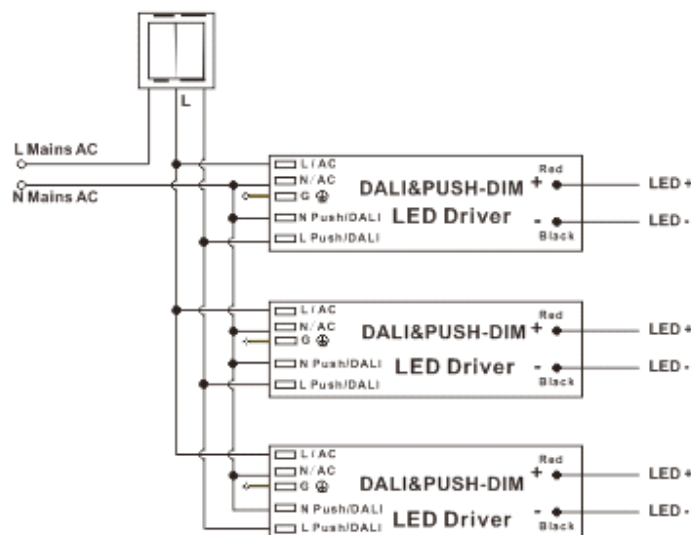 L
L Mains AC
N Mains AC
L / AC
N/AC
G
N Push/DALI
L Push/DALI
DALI&PUSH-DIM
LED Driver
Red
+
-
Black
LED +
LED -
L / AC
N/AC
G
N Push/DALI
L Push/DALI
DALI&PUSH-DIM
LED Driver
Red
+
-
Black
LED +
LED -
L / AC
N/AC
G
N Push/DALI
L Push/DALI
DALI&PUSH-DIM
LED Driver
Red
+
-
Black
LED +
LED -